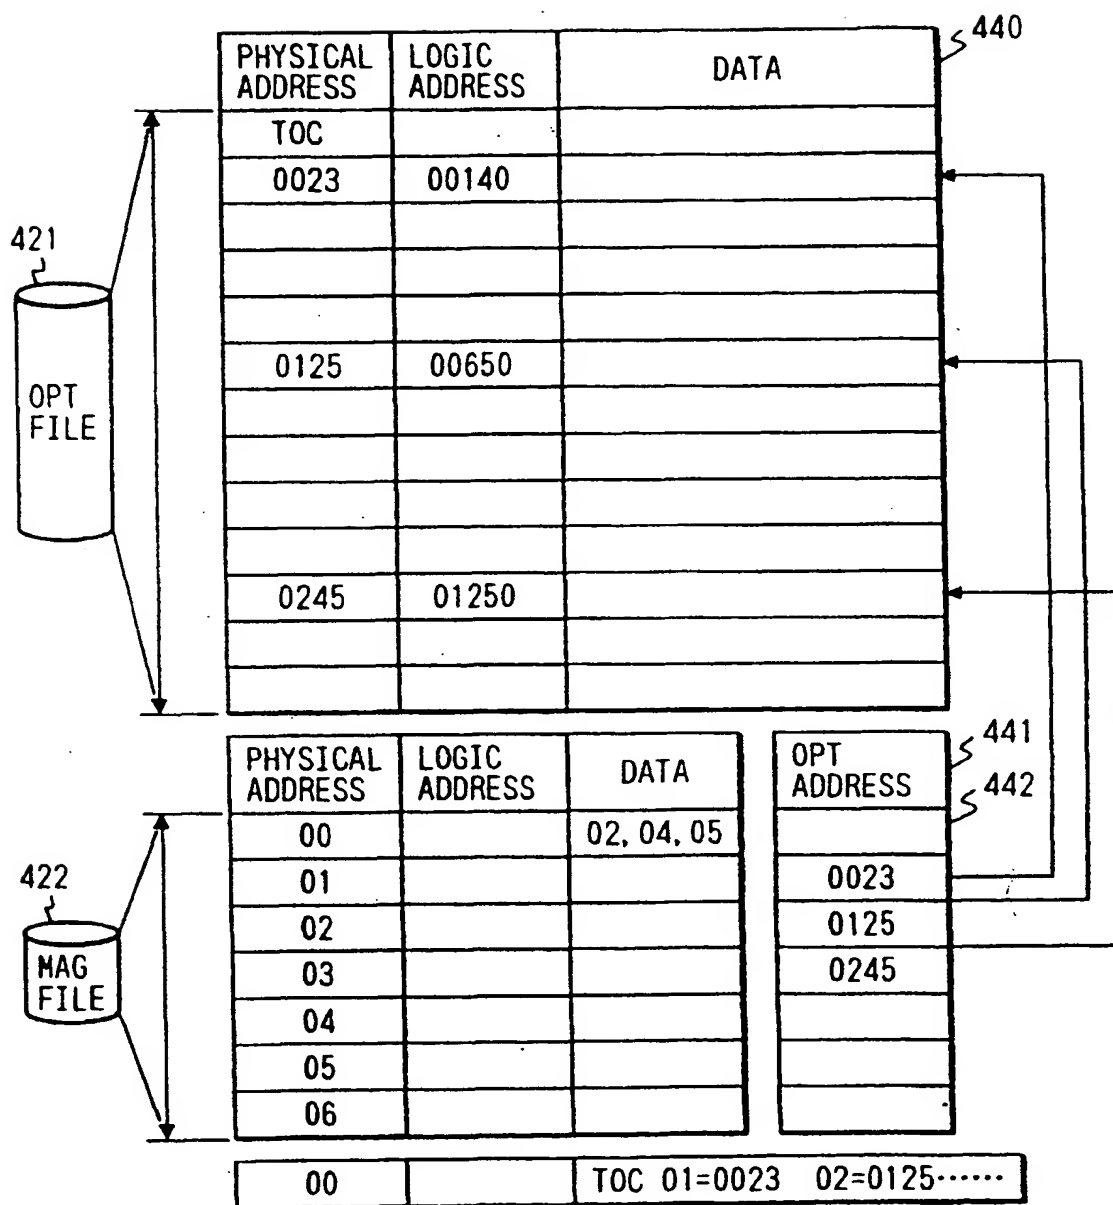 440
PHYSICAL ADDRESS LOGIC ADDRESS DATA
TOC
0023 00140
421
0125 00650
OPT FILE
0245 01250
441
PHYSICAL ADDRESS LOGIC ADDRESS DATA OPT ADDRESS
442
00 02, 04, 05
422
01 0023
02 0125
MAG FILE
03 0245
04
05
06
00 TOC 01=0023 02=0125······